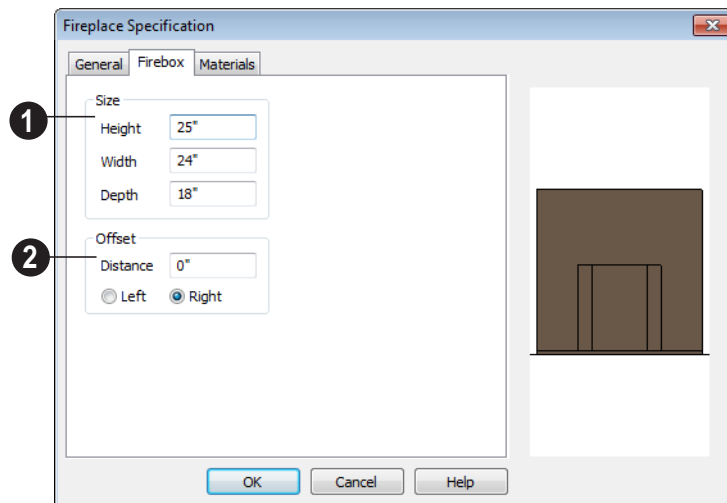 Fireplace Specification
General Firebox Materials
Size
1
Height 25"
Width 24"
Depth 18"
Offset
2
Distance 0"
Left Right
OK Cancel Help